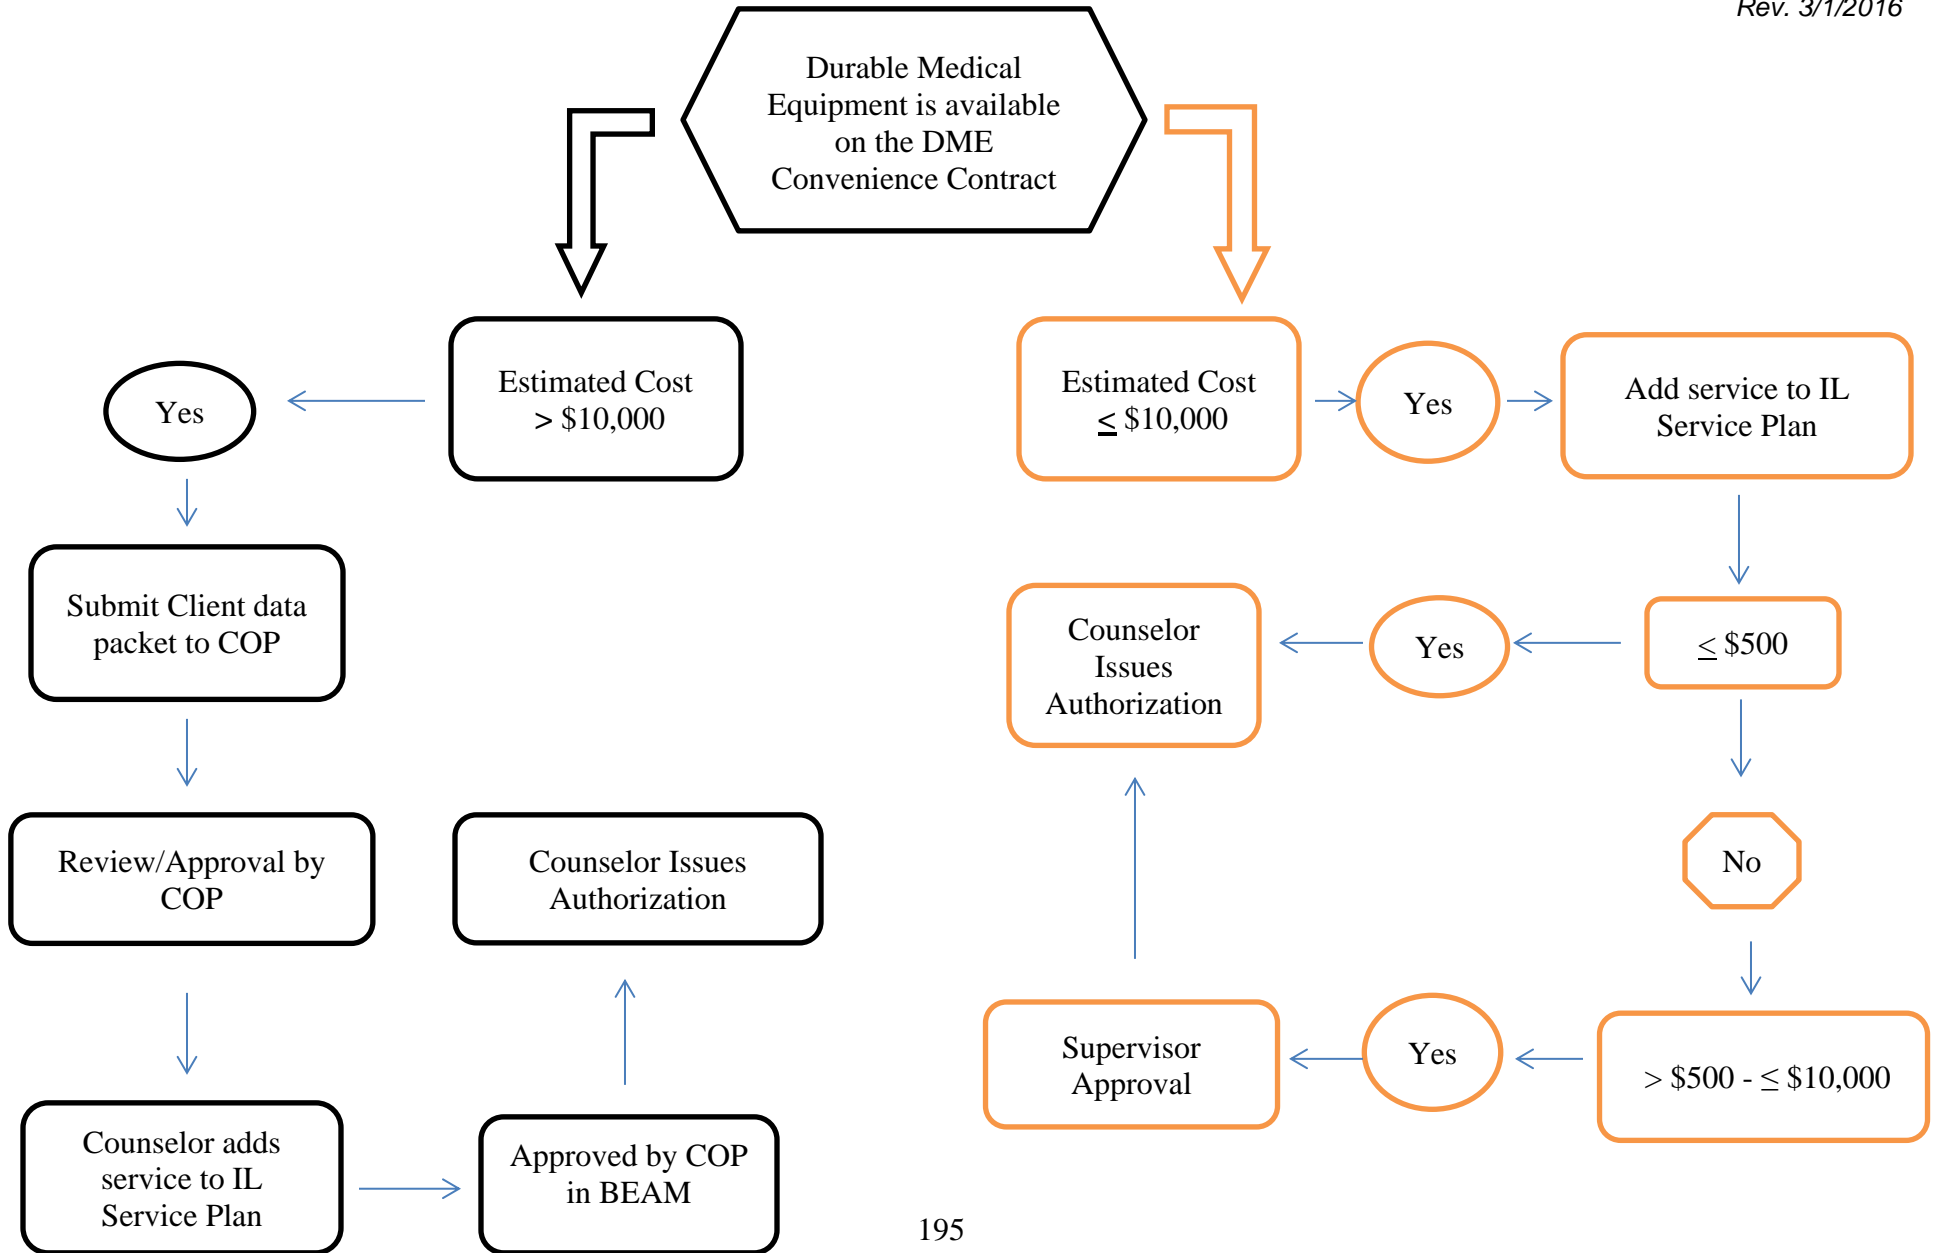 Rev. 3/1/2016
Durable Medical
Equipment is available
on the DME
Convenience Contract
Yes
Estimated Cost
> $10,000
Estimated Cost
≤ $10,000
Yes
Add service to IL
Service Plan
Submit Client data
packet to COP
Counselor
Issues
Authorization
Yes
≤ $500
Review/Approval by
COP
Counselor Issues
Authorization
No
Supervisor
Approval
Yes
> $500 - ≤ $10,000
Counselor adds
service to IL
Service Plan
Approved by COP
in BEAM
195